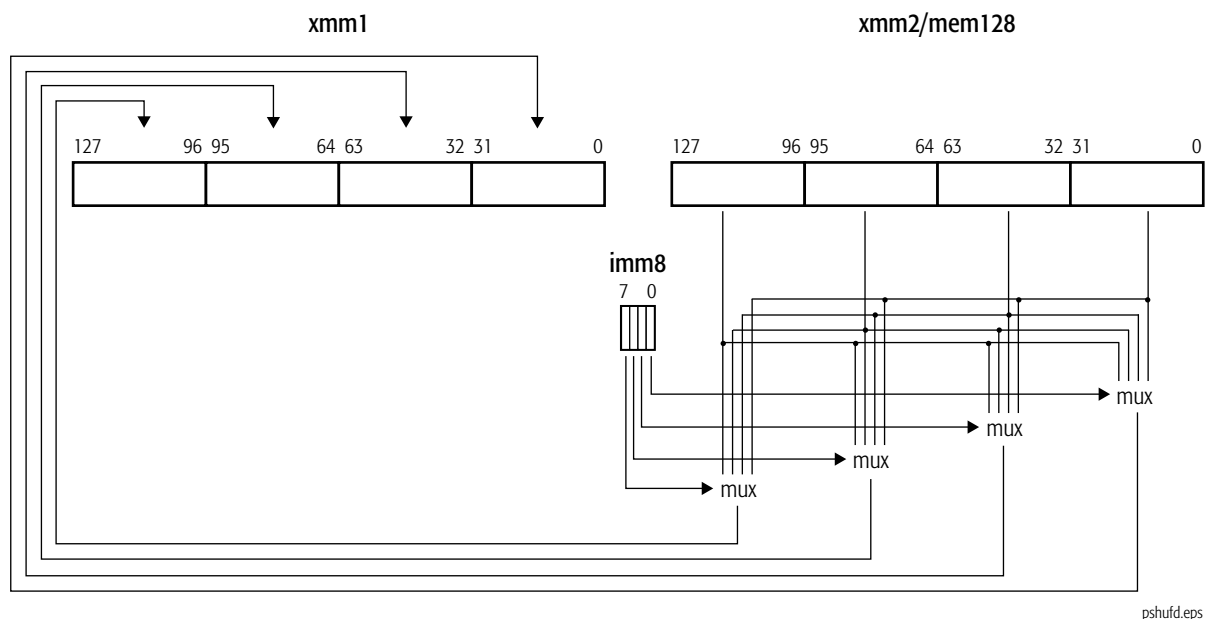 xmm1 xmm2/mem128
127 96 95 64 63 32 31 0 127 96 95 64 63 32 31 0
imm8
7 0
mux
mux
mux
mux
pshufd.eps